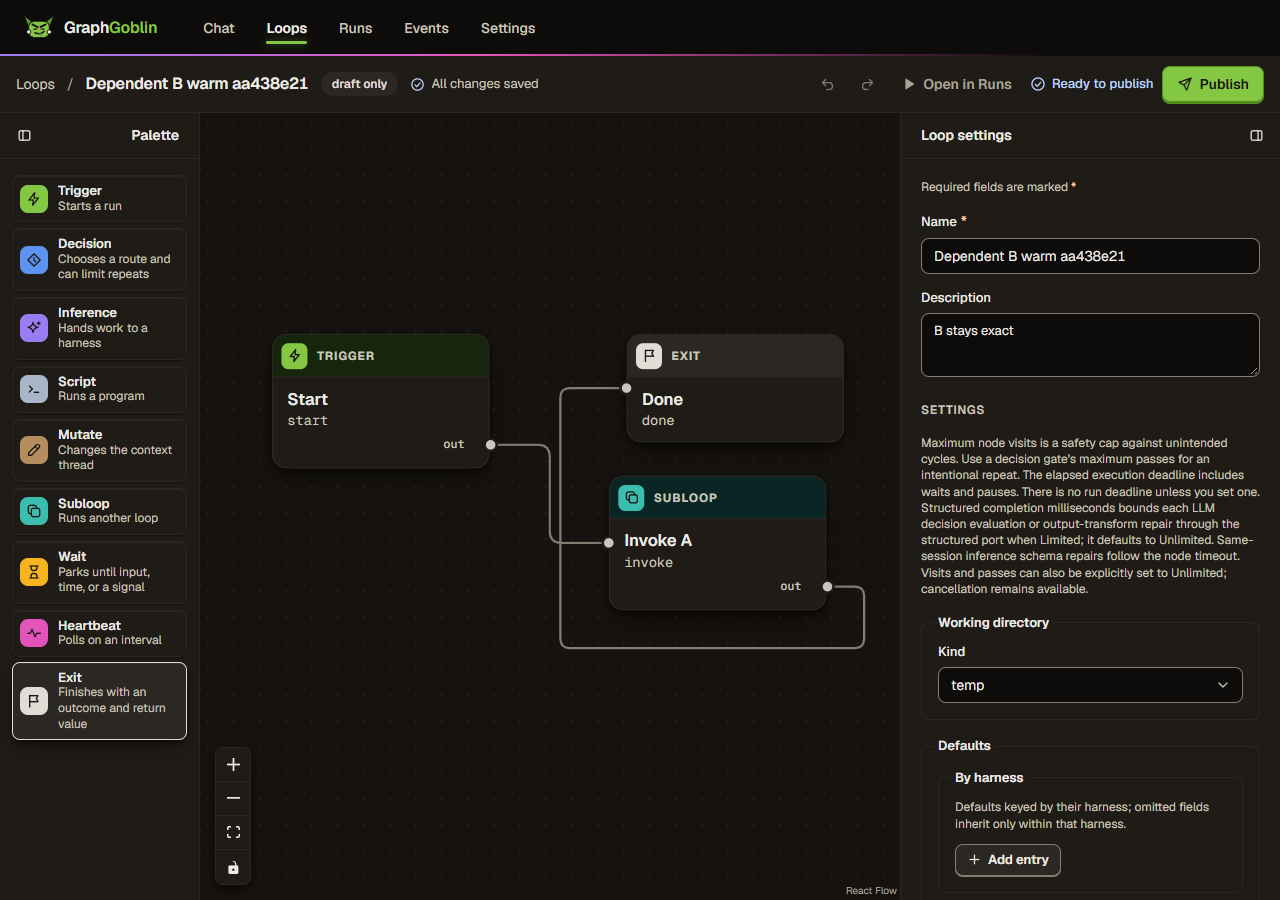 GraphGoblin
Chat
Loops
Runs
Events
Settings
Loops / Dependent B warm aa438e21
draft only
All changes saved
Open in Runs
Ready to publish
Publish
Palette
Trigger
Starts a run
Decision
Chooses a route and
can limit repeats
Inference
Hands work to a
harness
Script
Runs a program
Mutate
Changes the context
thread
Subloop
Runs another loop
Wait
Parks until input,
time, or a signal
Heartbeat
Polls on an interval
Exit
Finishes with an
outcome and return
value
TRIGGER
Start
start
out
EXIT
Done
done
SUBLOOP
Invoke A
invoke
out
React Flow
Loop settings
Required fields are marked *
Name *
Dependent B warm aa438e21
Description
B stays exact
SETTINGS
Maximum node visits is a safety cap against unintended
cycles. Use a decision gate's maximum passes for an
intentional repeat. The elapsed execution deadline includes
waits and pauses. There is no run deadline unless you set one.
Structured completion milliseconds bounds each LLM
decision evaluation or output-transform repair through the
structured port when Limited; it defaults to Unlimited. Same-
session inference schema repairs follow the node timeout.
Visits and passes can also be explicitly set to Unlimited;
cancellation remains available.
Working directory
Kind
temp
Defaults
By harness
Defaults keyed by their harness; omitted fields
inherit only within that harness.
Add entry